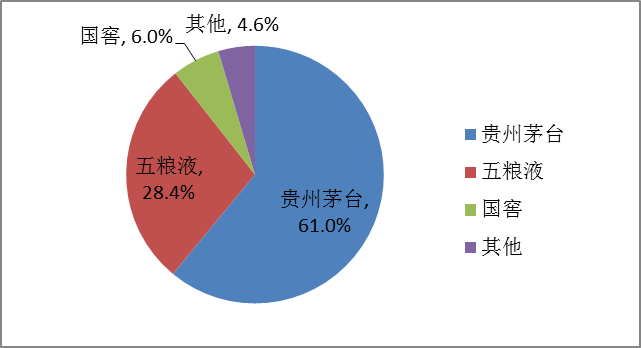 其他, 4.6%
国窖, 6.0%
五粮液,
28.4%
贵州茅台,
61.0%
贵州茅台
五粮液
国窖
其他